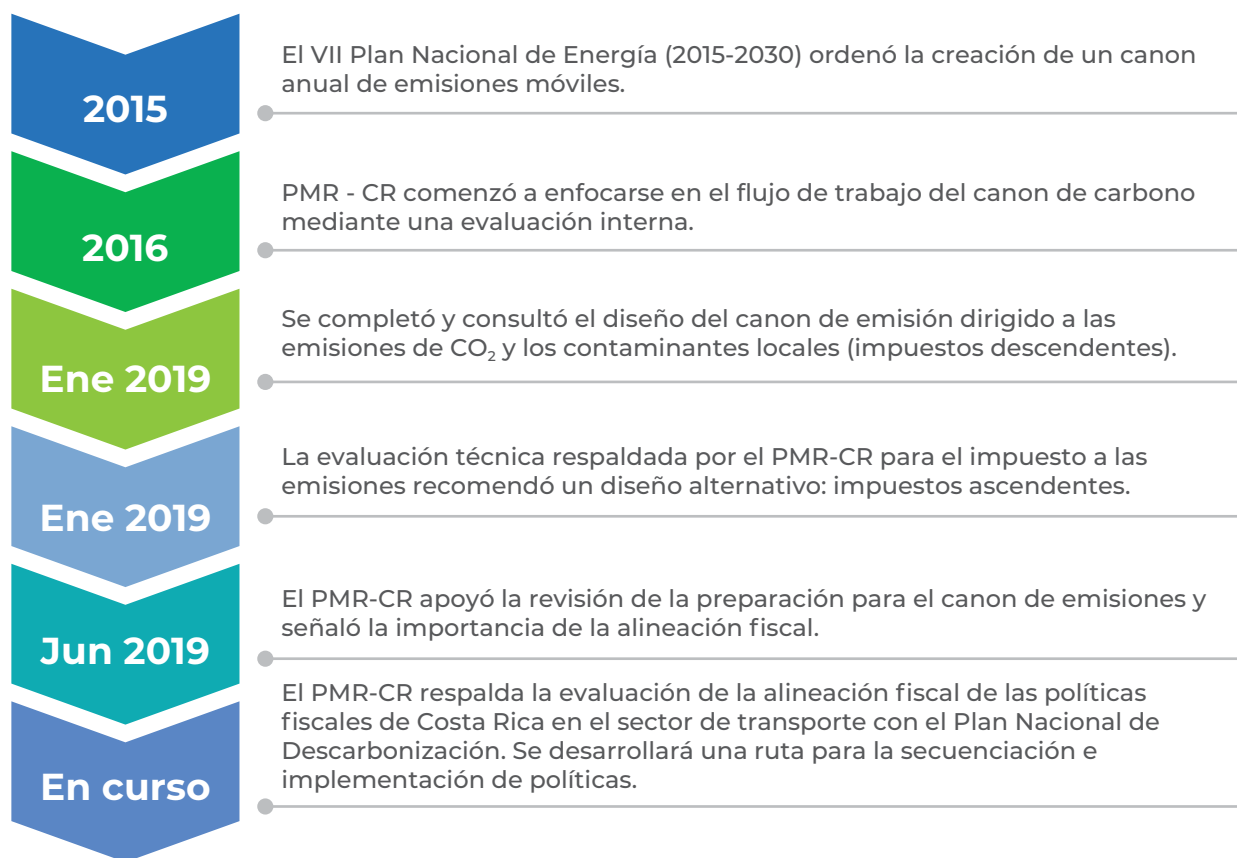 2015
El VII Plan Nacional de Energía (2015-2030) ordenó la creación de un canon
anual de emisiones móviles.
2016
PMR - CR comenzó a enfocarse en el flujo de trabajo del canon de carbono
mediante una evaluación interna.
Ene 2019
Se completó y consultó el diseño del canon de emisión dirigido a las
emisiones de CO₂ y los contaminantes locales (impuestos descendentes).
Ene 2019
La evaluación técnica respaldada por el PMR-CR para el impuesto a las
emisiones recomendó un diseño alternativo: impuestos ascendentes.
Jun 2019
El PMR-CR apoyó la revisión de la preparación para el canon de emisiones y
señaló la importancia de la alineación fiscal.
En curso
El PMR-CR respalda la evaluación de la alineación fiscal de las políticas
fiscales de Costa Rica en el sector de transporte con el Plan Nacional de
Descarbonización. Se desarrollará una ruta para la secuenciación e
implementación de políticas.